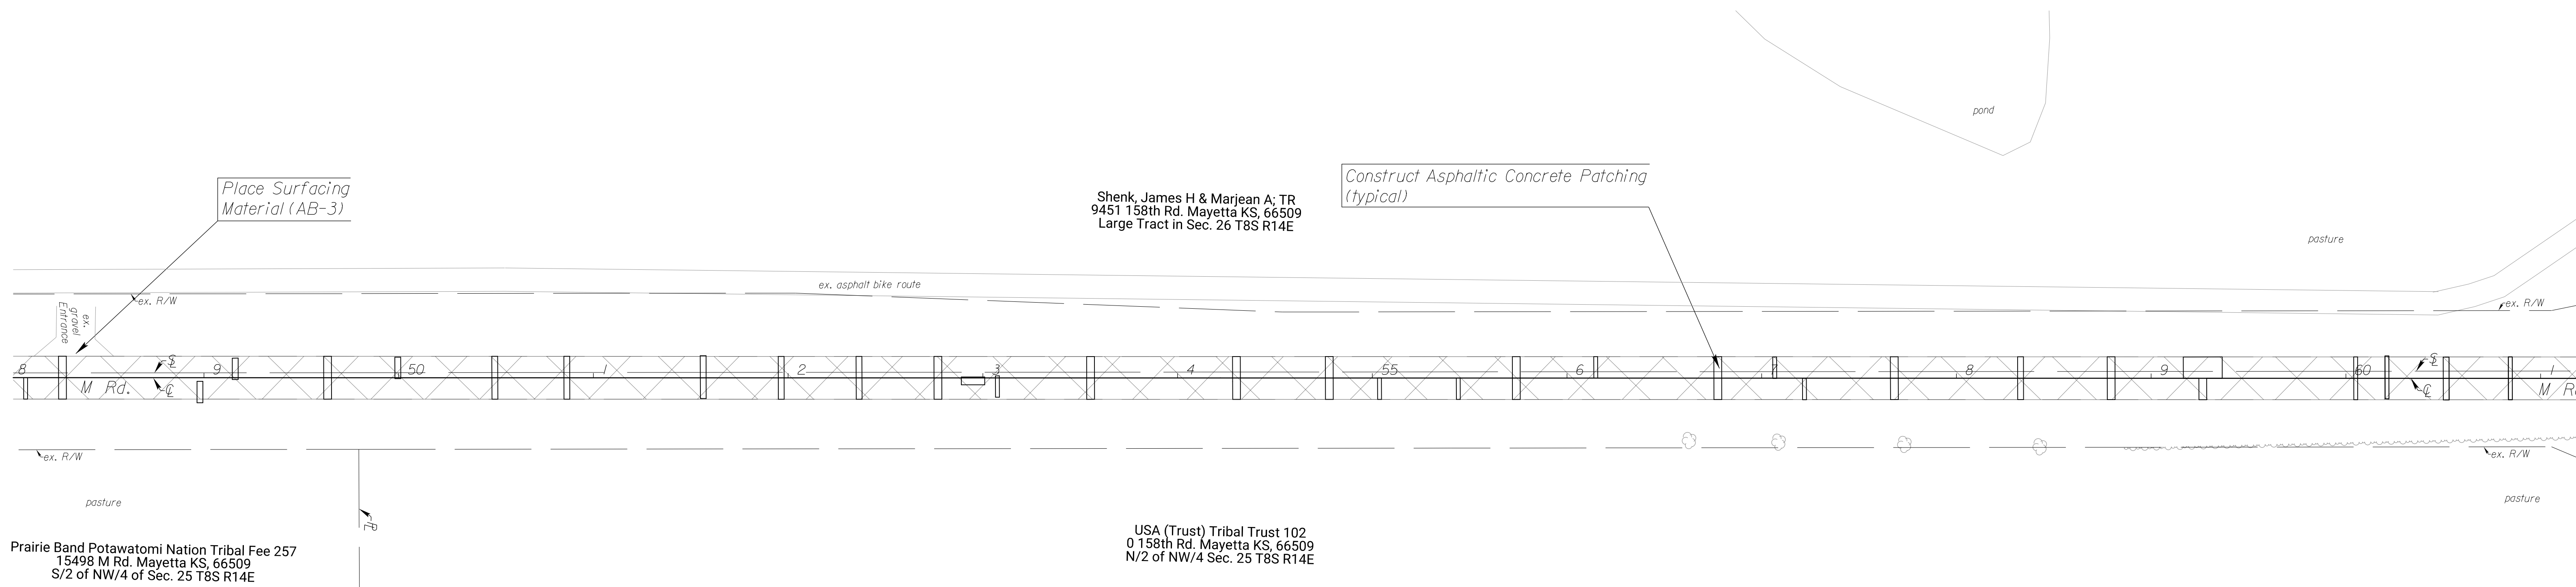 pond
Place Surfacing
Material (AB-3)
Construct Asphaltic Concrete Patching
(typical)
Shenk, James H & Marjean A; TR
9451 158th Rd. Mayetta KS, 66509
Large Tract in Sec. 26 T8S R14E
pasture
ex. asphalt bike route
ex. R/W
ex. R/W
ex.
gravel
Entrance
8 9 50 1 2 3 4 55 6 7 8 9 60 1
M Rd.
M R
ex. R/W
ex. R/W
pasture
pasture
Prairie Band Potawatomi Nation Tribal Fee 257
15498 M Rd. Mayetta KS, 66509
S/2 of NW/4 of Sec. 25 T8S R14E
USA (Trust) Tribal Trust 102
0 158th Rd. Mayetta KS, 66509
N/2 of NW/4 Sec. 25 T8S R14E